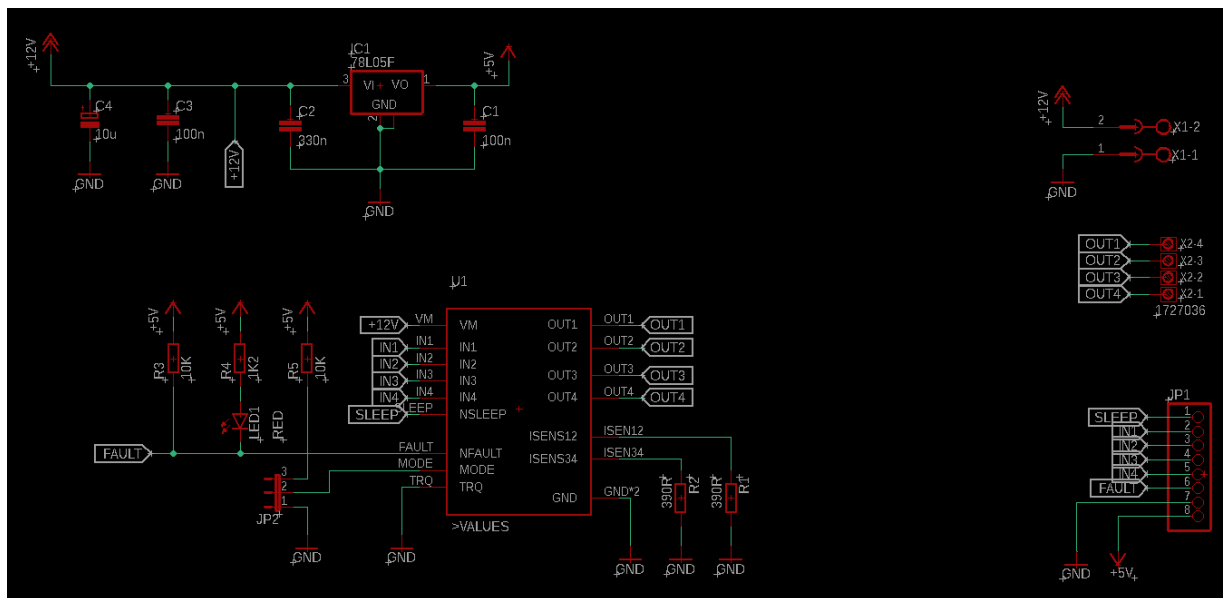 +12V
C4
10u
GND
C3
100n
GND
+12V
C2
330n
IC1
78L05F
3
VI
VO
1
GND
2
GND
+5V
C1
100n
+12V
2
X1-2
1
X1-1
GND
OUT1
X2-4
OUT2
X2-3
OUT3
X2-2
OUT4
X2-1
1727036
+5V
R3
10K
+5V
R4
1K2
LED1
RED
+5V
R5
10K
FAULT
3
2
1
JP2
GND
U1
+12V
VM
VM
IN1
IN1
IN1
IN2
IN2
IN2
IN3
IN3
IN3
IN4
IN4
IN4
SLEEP
SLEEP
NSLEEP
FAULT
NFAULT
MODE
MODE
TRQ
TRQ
GND
OUT1
OUT1
OUT1
OUT2
OUT2
OUT2
OUT3
OUT3
OUT3
OUT4
OUT4
OUT4
ISENS12
ISEN12
ISENS34
ISEN34
GND
GND*2
>VALUES
390R
R2
390R
R1
GND
GND
GND
JP1
SLEEP
1
IN1
2
IN2
3
IN3
4
IN4
5
FAULT
6
7
8
GND
+5V